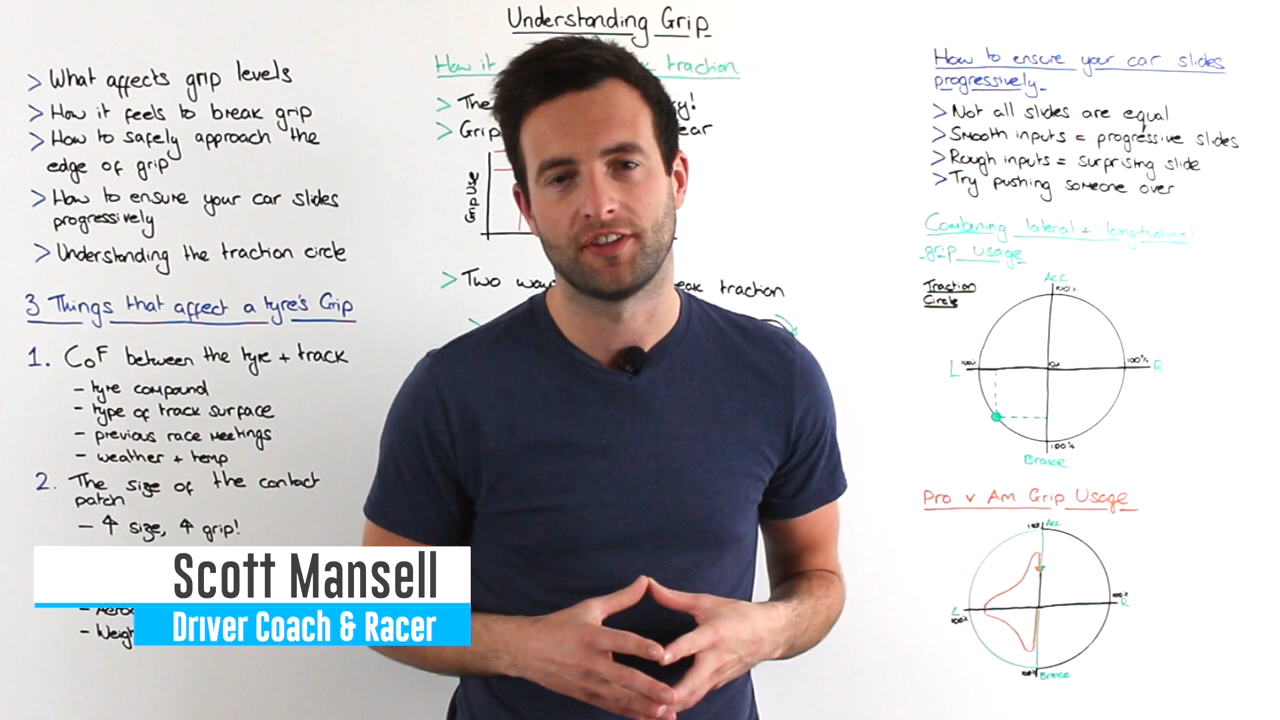 Understanding Grip
> What affects grip levels
> How it feels to break grip
> How to safely approach the
edge of grip
> How to ensure your car slides
progressively
> Understanding the traction circle
3 Things that affect a tyre's Grip
1. CoF between the tyre + track
- tyre compound
- type of track surface
- previous race meetings
- weather + temp
2. The size of the contact
patch
- ↑ size, ↑ grip!
Scott Mansell
Driver Coach & Racer
How it traction
> The
> Grip
Grip Use
> Two traction
How to ensure your car slides
progressively
> Not all slides are equal
> Smooth inputs = progressive slides
> Rough inputs = surprising slide
> Try pushing someone over
Combining lateral + longitudinal
grip usage
Traction
Circle
Acc
100%
L 100% 0% 100% R
100%
Brake
Pro v Am Grip Usage
100% Acc
L 100% R
100%
100% Brake